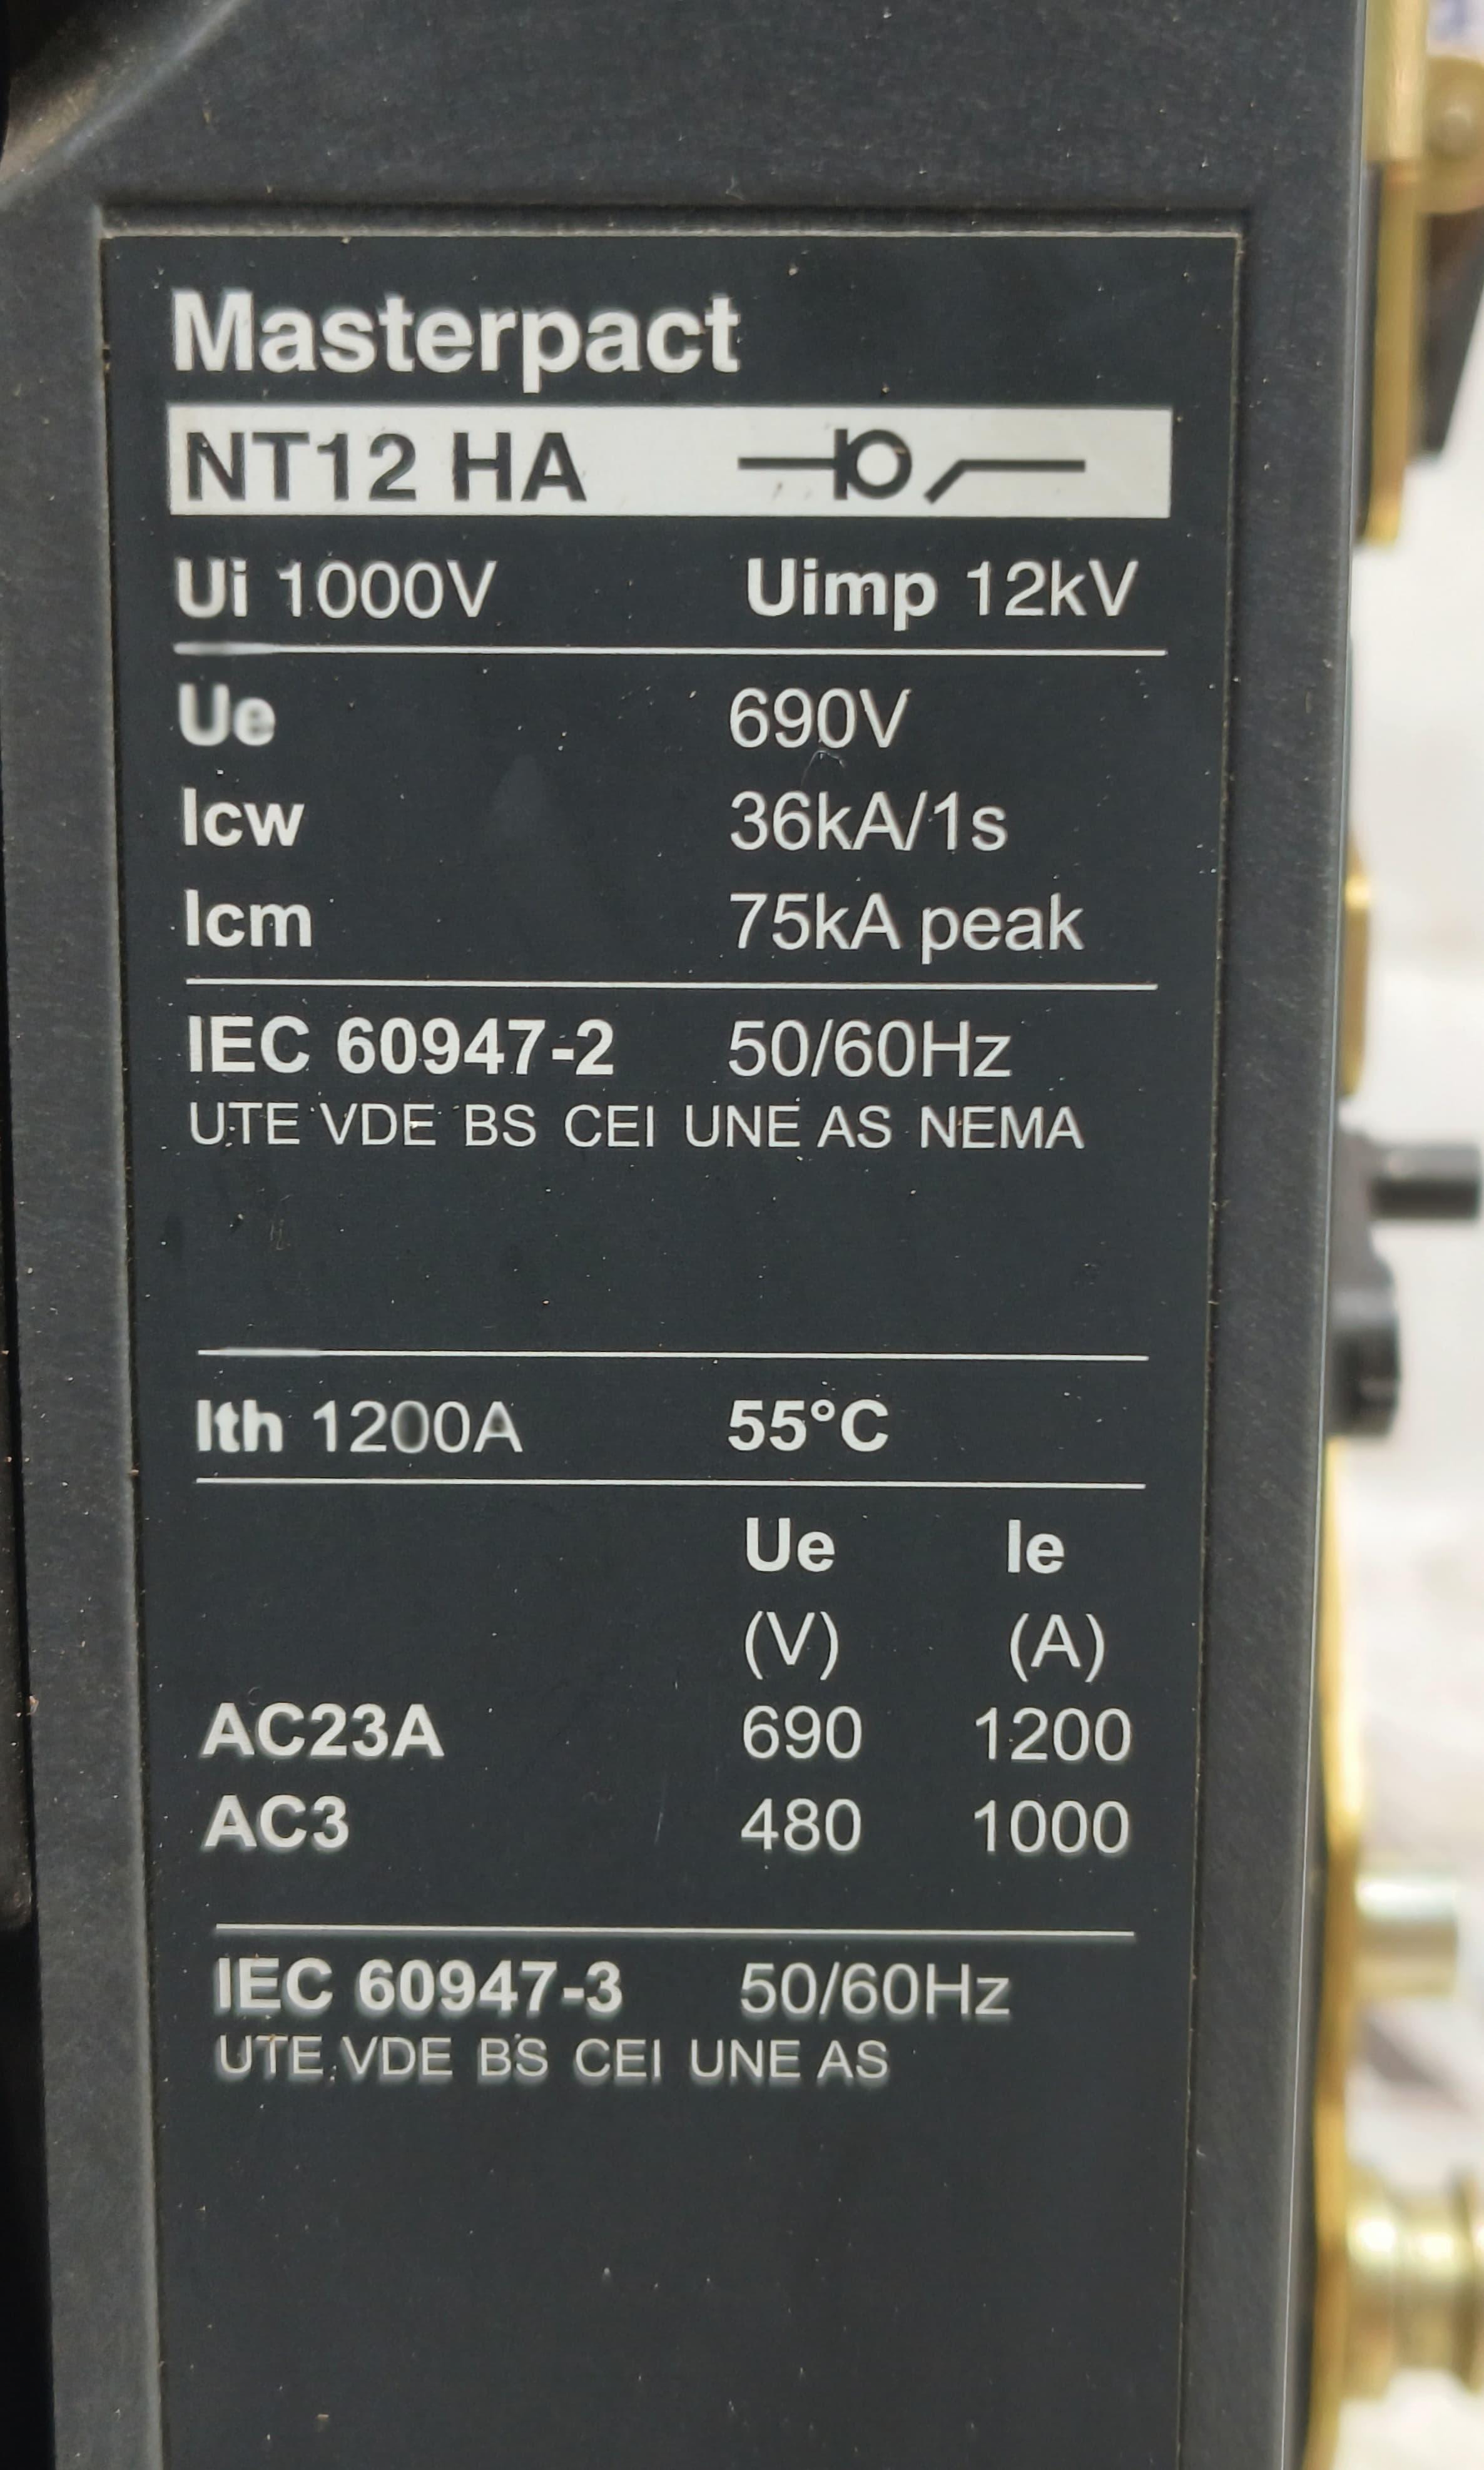 Masterpact
NT12 HA
Ui 1000V Uimp 12kV
Ue 690V
Icw 36kA/1s
Icm 75kA peak
IEC 60947-2 50/60Hz
UTE VDE BS CEI UNE AS NEMA
Ith 1200A 55°C
Ue Ie
(V) (A)
AC23A 690 1200
AC3 480 1000
IEC 60947-3 50/60Hz
UTE VDE BS CEI UNE AS